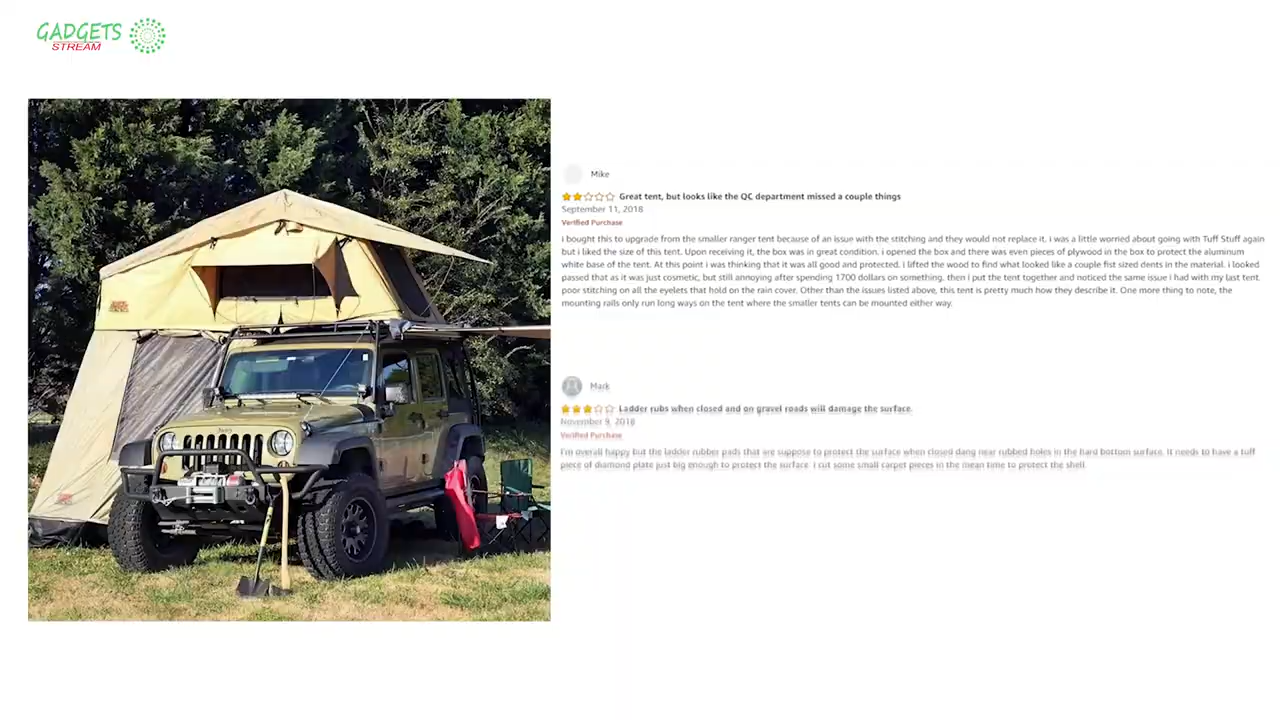 GADGETS
STREAM
Mike
Great tent, but looks like the QC department missed a couple things
September 11, 2018
Verified Purchase
i bought this to upgrade from the smaller ranger tent because of an issue with the stitching and they would not replace it. i was a little worried about going with Tuff Stuff again
but i liked the size of this tent. Upon receiving it, the box was in great condition. i opened the box and there was even pieces of plywood in the box to protect the aluminum
white base of the tent. At this point i was thinking that it was all good and protected. i lifted the wood to find what looked like a couple fist sized dents in the material. i looked
passed that as it was just cosmetic, but still annoying after spending 1700 dollars on something. then i put the tent together and noticed the same issue i had with my last tent.
poor stitching on all the eyelets that hold on the rain cover. Other than the issues listed above, this tent is pretty much how they describe it. One more thing to note, the
mounting rails only run long ways on the tent where the smaller tents can be mounted either way.
Mark
Ladder rubs when closed and on gravel roads will damage the surface.
November 9, 2018
Verified Purchase
I'm overall happy but the ladder rubber pads that are suppose to protect the surface when closed dang near rubbed holes in the hard bottom surface. It needs to have a tuff
piece of diamond plate just big enough to protect the surface. I cut some small carpet pieces in the mean time to protect the shell.